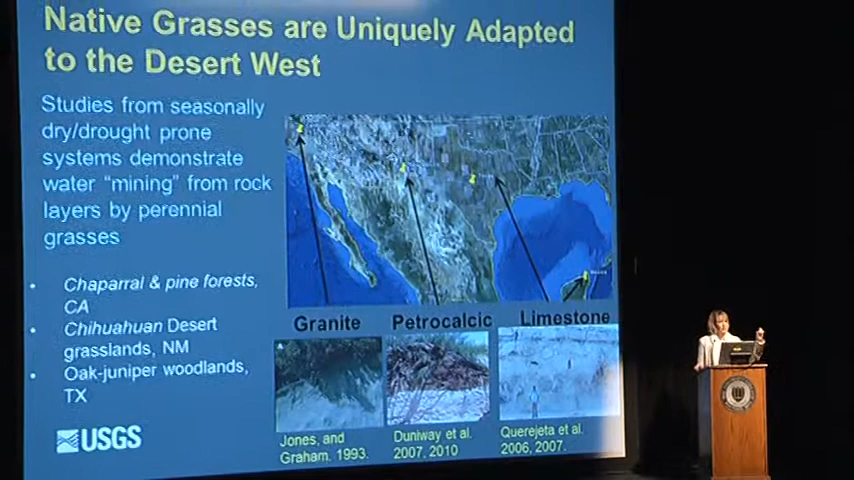 Native Grasses are Uniquely Adapted
to the Desert West
Studies from seasonally
dry/drought prone
systems demonstrate
water “mining” from rock
layers by perennial
grasses
• Chaparral & pine forests,
CA
• Chihuahuan Desert
grasslands, NM
• Oak-juniper woodlands,
TX
Granite
Petrocalcic
Limestone
Jones, and
Graham. 1993.
Duniway et al.
2007, 2010
Querejeta et al.
2006, 2007.
USGS